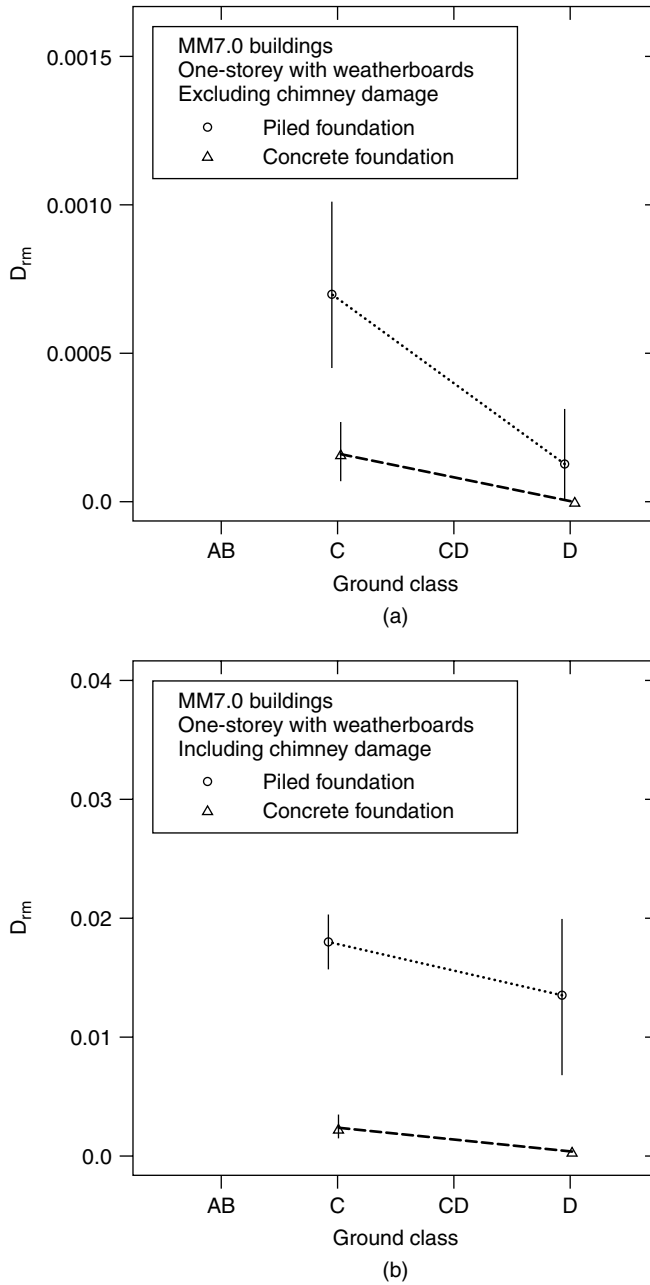 0.0015
0.0010
0.0005
0.0
D_rm
MM7.0 buildings
One-storey with weatherboards
Excluding chimney damage
Piled foundation
Concrete foundation
AB C CD D
Ground class
(a)
0.04
0.03
0.02
0.01
0.0
D_rm
MM7.0 buildings
One-storey with weatherboards
Including chimney damage
Piled foundation
Concrete foundation
AB C CD D
Ground class
(b)